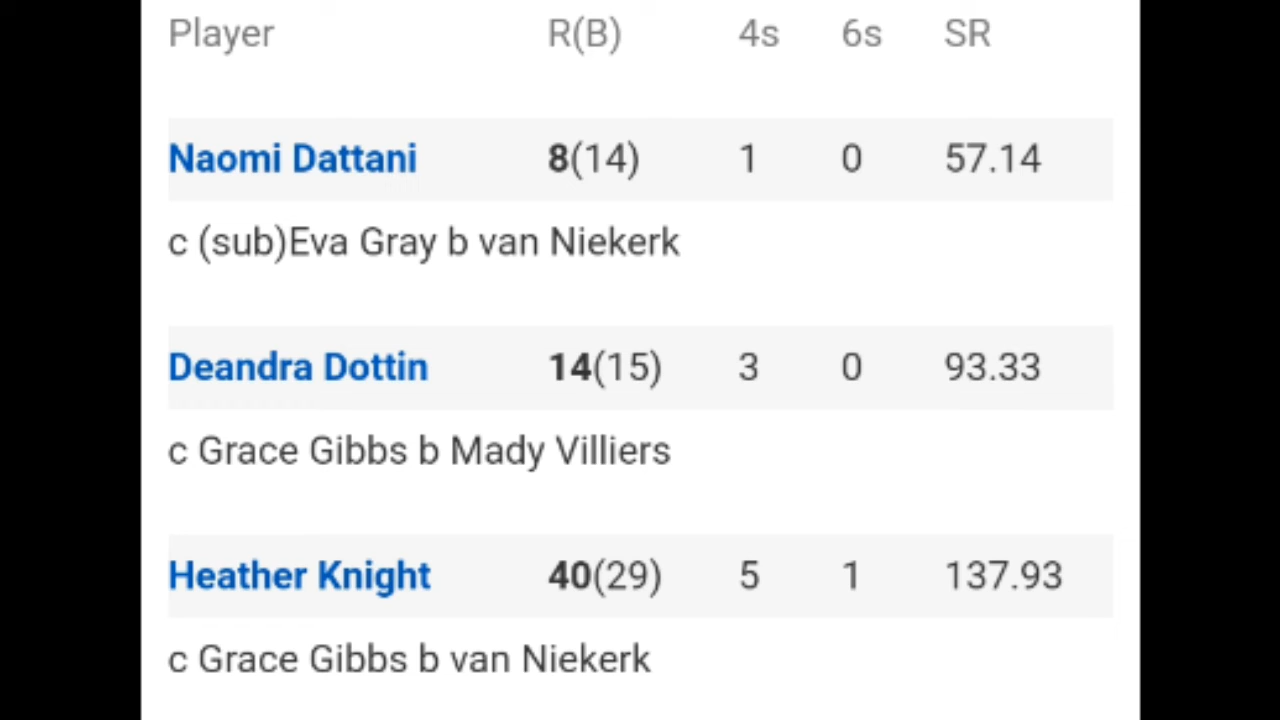 Player R(B) 4s 6s SR
Naomi Dattani 8(14) 1 0 57.14
c (sub)Eva Gray b van Niekerk
Deandra Dottin 14(15) 3 0 93.33
c Grace Gibbs b Mady Villiers
Heather Knight 40(29) 5 1 137.93
c Grace Gibbs b van Niekerk